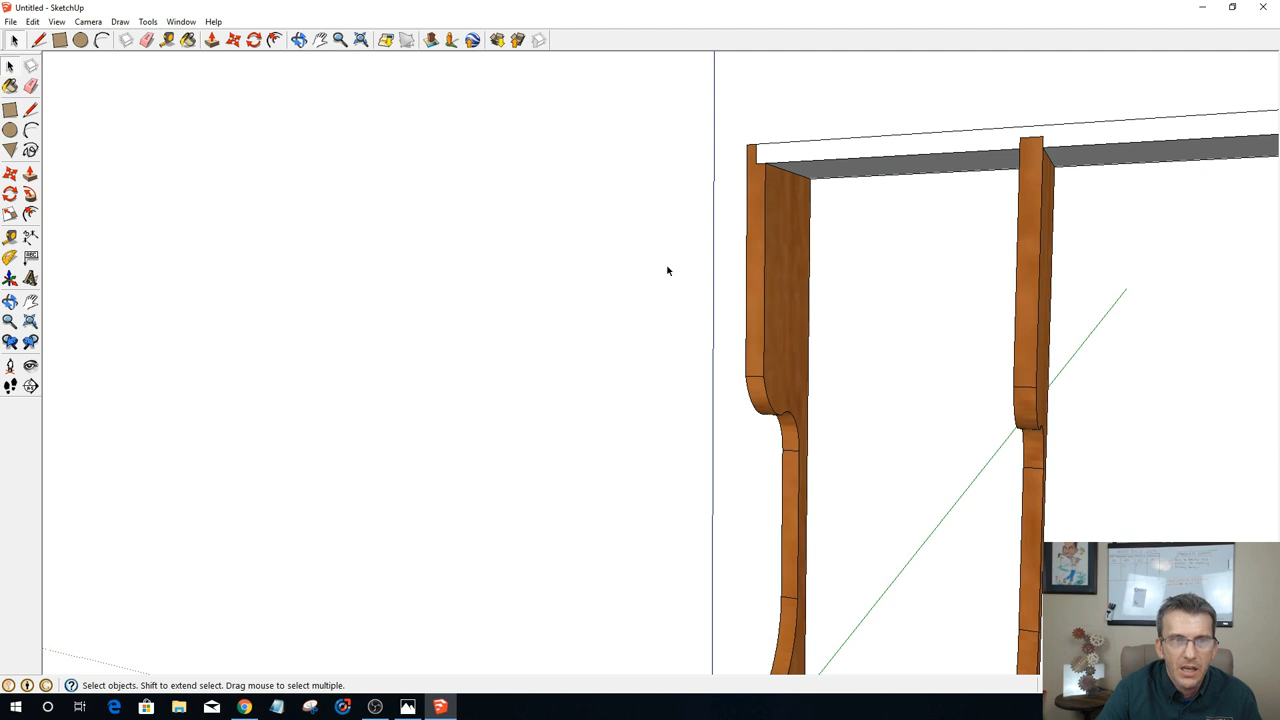 Untitled - SketchUp
File Edit View Camera Draw Tools Window Help
Select objects. Shift to extend select. Drag mouse to select multiple.